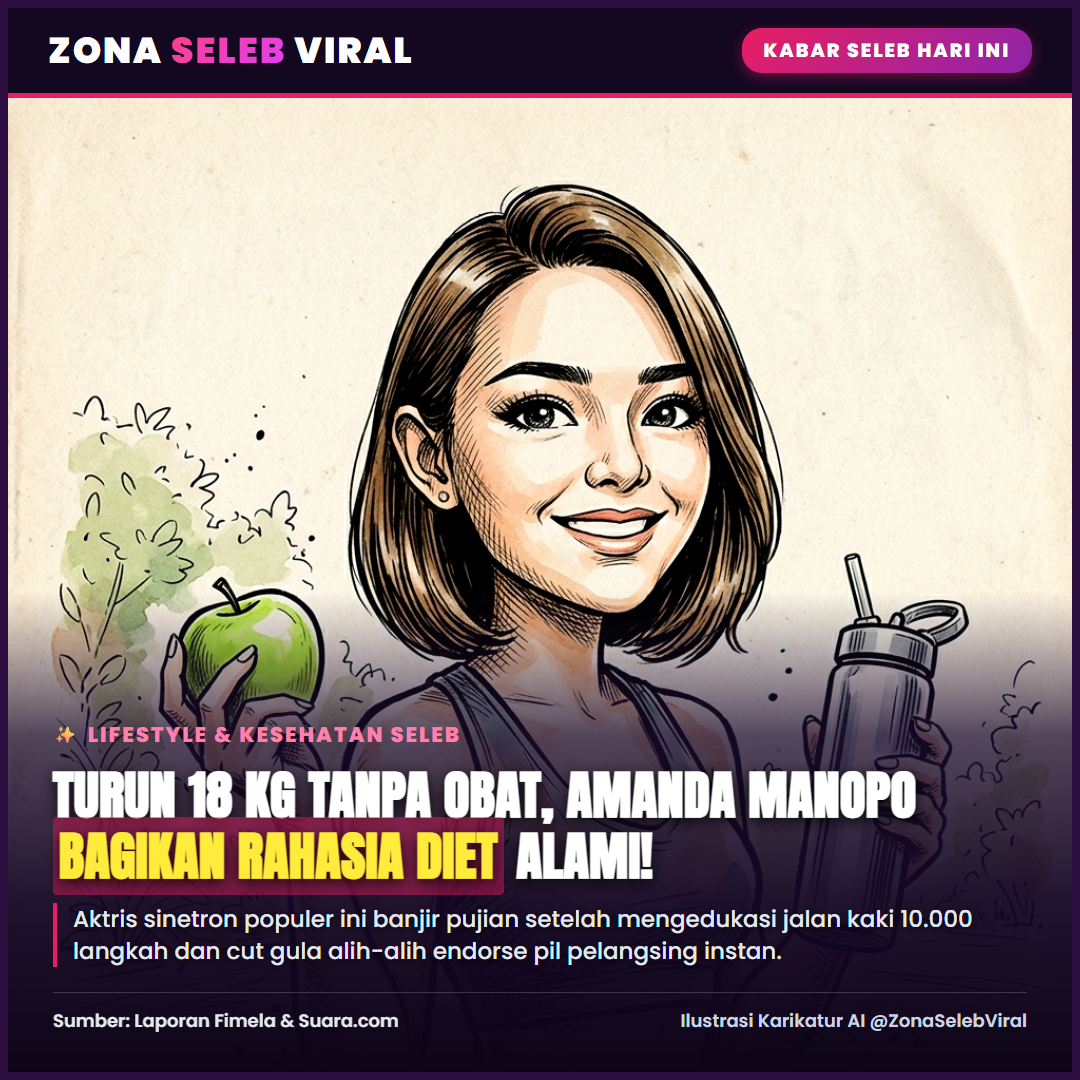 ZONA SELEB VIRAL
KABAR SELEB HARI INI
✨ LIFESTYLE & KESEHATAN SELEB
TURUN 18 KG TANPA OBAT, AMANDA MANOPO
BAGIKAN RAHASIA DIET ALAMI!
Aktris sinetron populer ini banjir pujian setelah mengedukasi jalan kaki 10.000
langkah dan cut gula alih-alih endorse pil pelangsing instan.
Sumber: Laporan Fimela & Suara.com
Ilustrasi Karikatur AI @ZonaSelebViral